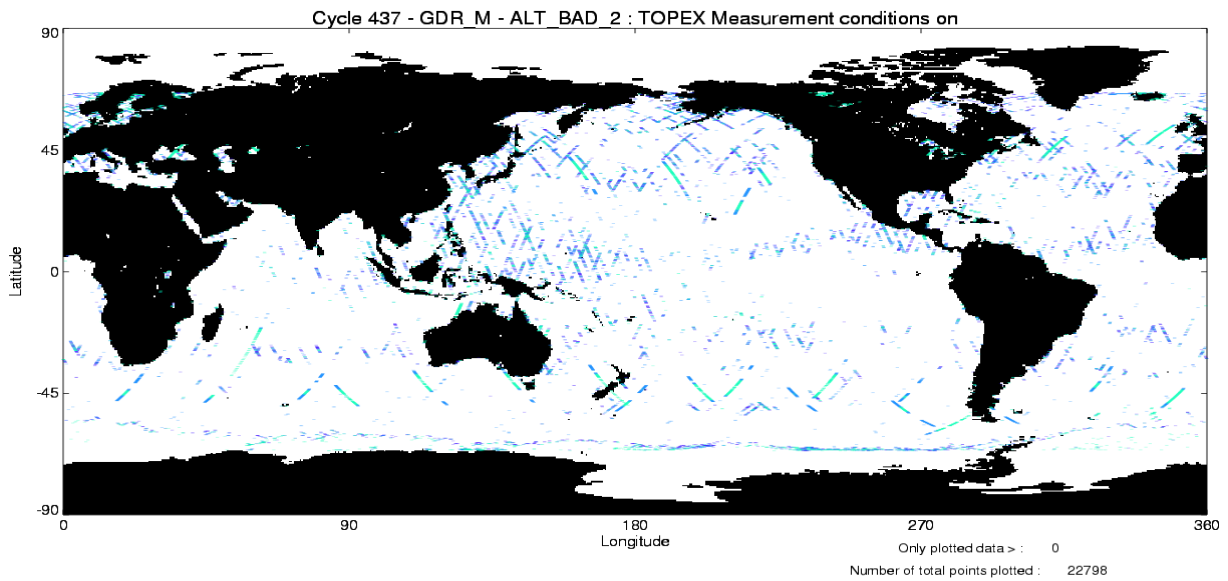 Cycle 437 - GDR_M - ALT_BAD_2 : TOPEX Measurement conditions on
90
45
0
-45
-90
Latitude
0 90 180 270 360
Longitude
Only plotted data > : 0
Number of total points plotted : 22798